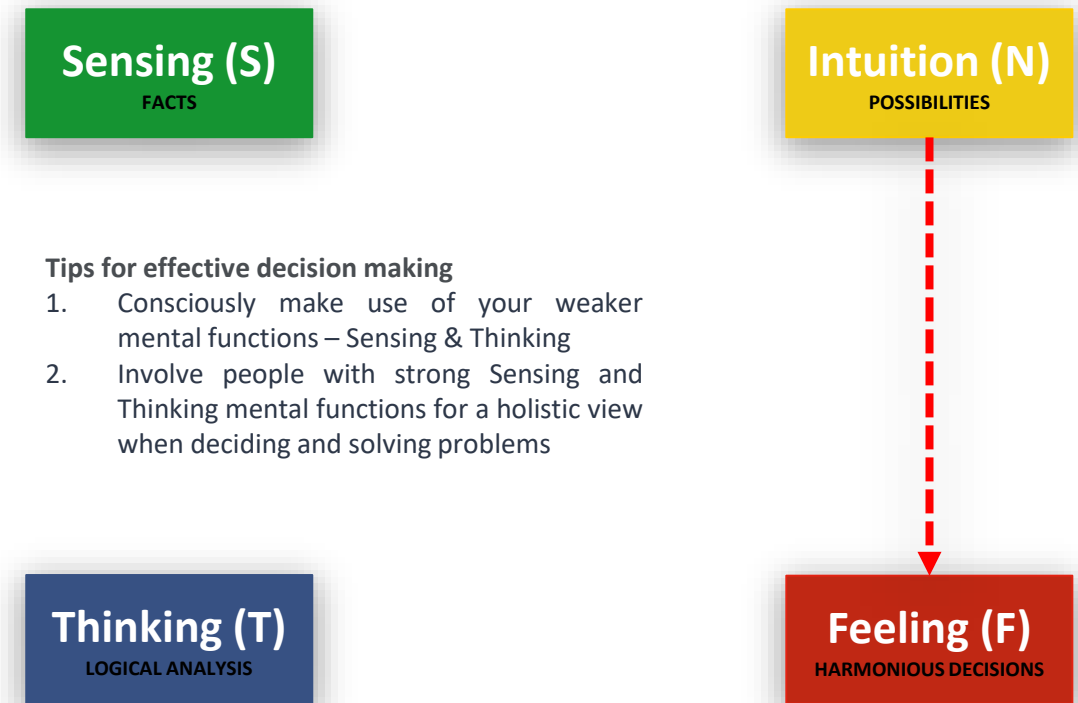 Sensing (S)
FACTS
Intuition (N)
POSSIBILITIES
Tips for effective decision making
1. Consciously make use of your weaker
mental functions – Sensing & Thinking
2. Involve people with strong Sensing and
Thinking mental functions for a holistic view
when deciding and solving problems
Thinking (T)
LOGICAL ANALYSIS
Feeling (F)
HARMONIOUS DECISIONS